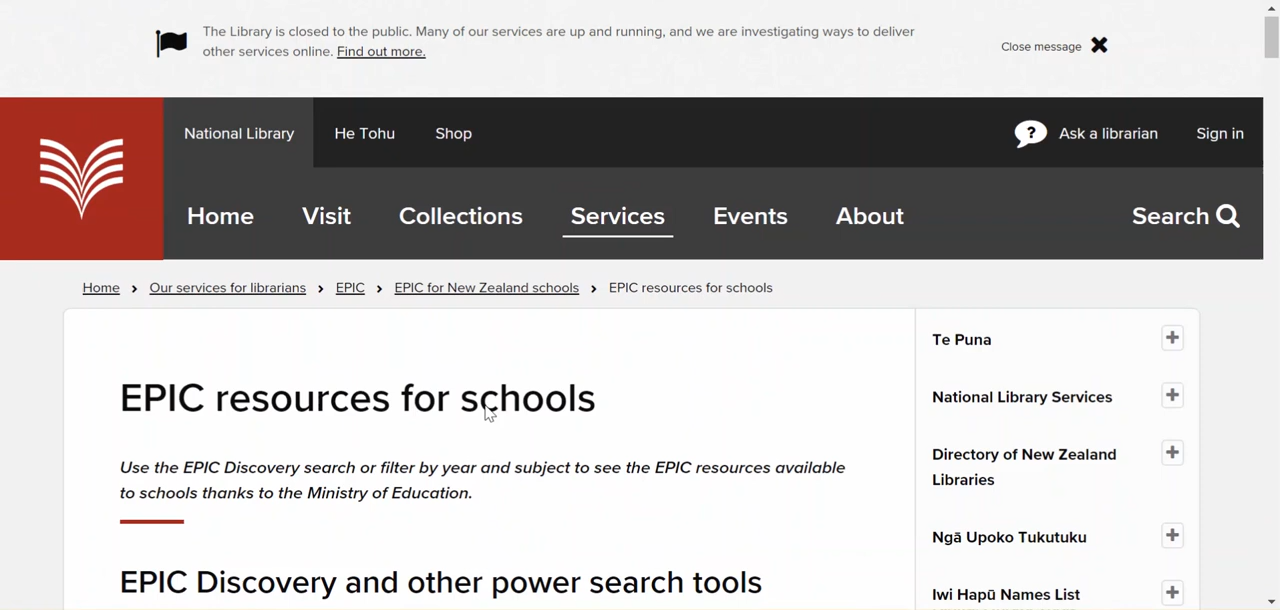 The Library is closed to the public. Many of our services are up and running, and we are investigating ways to deliver
other services online. Find out more.
Close message
National Library
He Tohu
Shop
Ask a librarian
Sign in
Home
Visit
Collections
Services
Events
About
Search
Home > Our services for librarians > EPIC > EPIC for New Zealand schools > EPIC resources for schools
EPIC resources for schools
Use the EPIC Discovery search or filter by year and subject to see the EPIC resources available
to schools thanks to the Ministry of Education.
EPIC Discovery and other power search tools
Te Puna
National Library Services
Directory of New Zealand
Libraries
Ngā Upoko Tukutuku
Iwi Hapū Names List